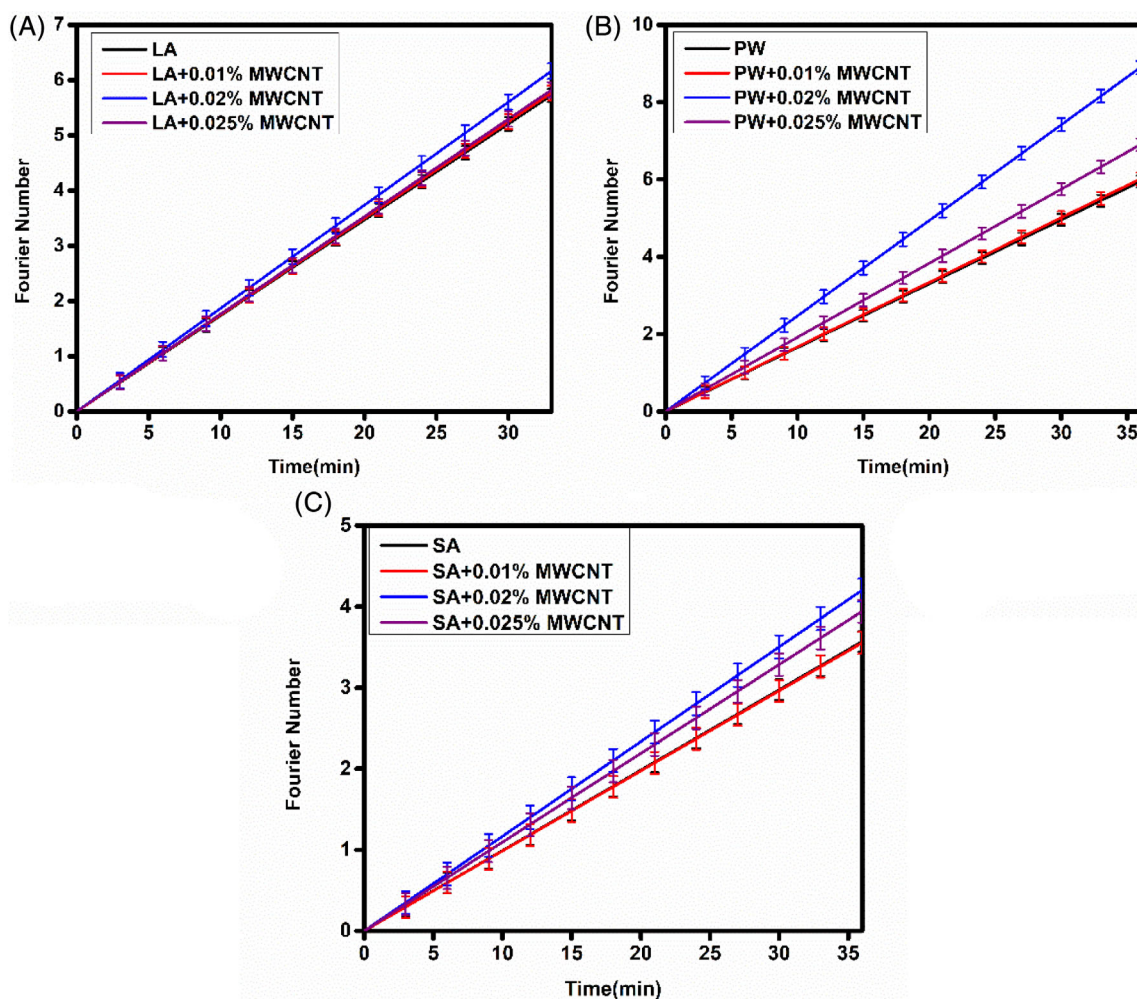 (A)
7
6
5
4
3
2
1
0
Fourier Number
LA
LA+0.01% MWCNT
LA+0.02% MWCNT
LA+0.025% MWCNT
0 5 10 15 20 25 30
Time(min)
(B)
10
8
6
4
2
0
Fourier Number
PW
PW+0.01% MWCNT
PW+0.02% MWCNT
PW+0.025% MWCNT
0 5 10 15 20 25 30 35
Time(min)
(C)
5
4
3
2
1
0
Fourier Number
SA
SA+0.01% MWCNT
SA+0.02% MWCNT
SA+0.025% MWCNT
0 5 10 15 20 25 30 35
Time(min)